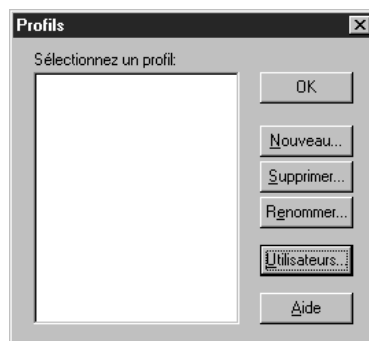 Profils
Sélectionnez un profil:
OK
Nouveau...
Supprimer...
Renommer...
Utilisateurs...
Aide